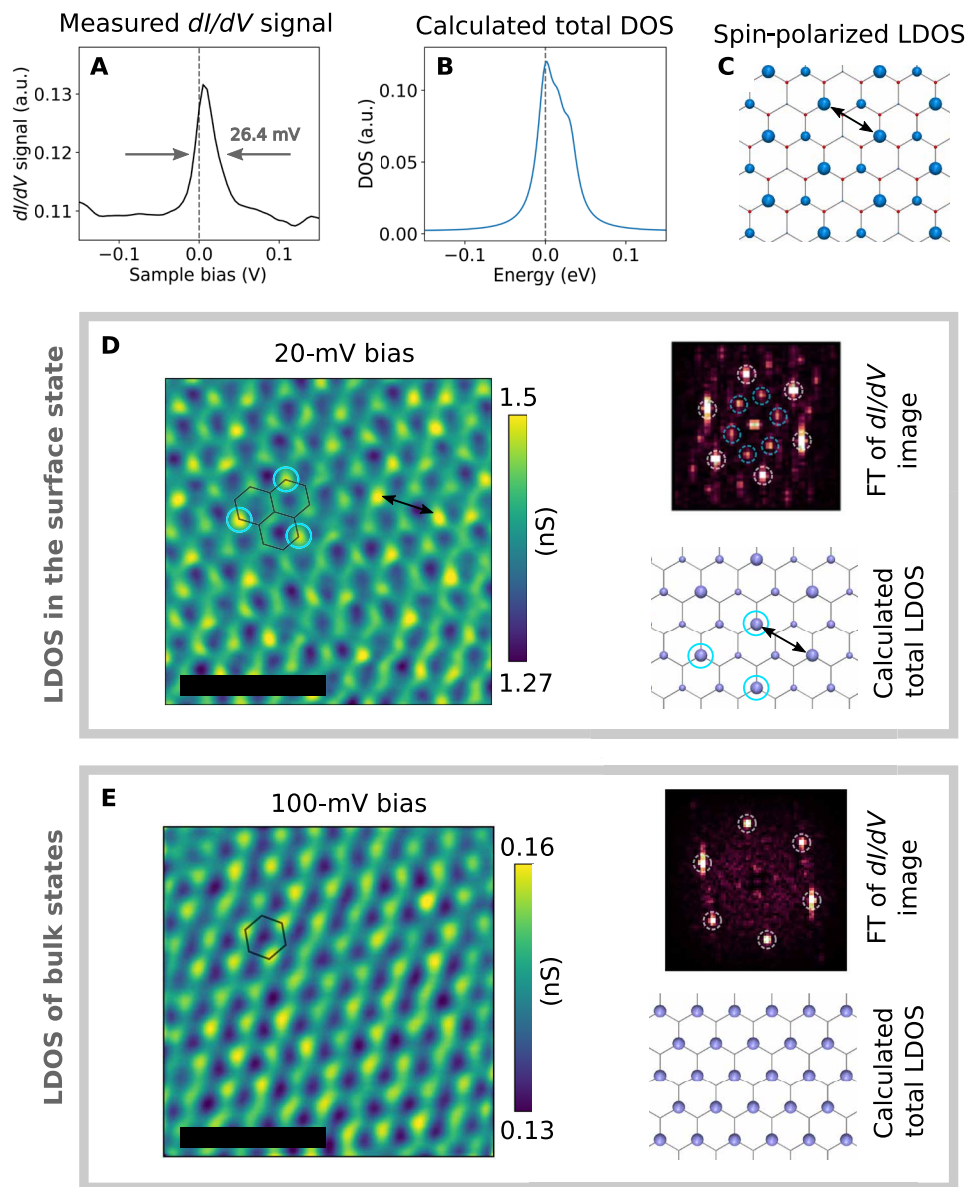 Measured dI/dV signal
Calculated total DOS
Spin-polarized LDOS
A
B
C
dI/dV signal (a.u.)
0.13
0.12
0.11
26.4 mV
−0.1
0.0
0.1
Sample bias (V)
DOS (a.u.)
0.10
0.05
0.00
−0.1
0.0
0.1
Energy (eV)
LDOS in the surface state
D
20-mV bias
1.5
(nS)
1.27
FT of dI/dV
image
Calculated
total LDOS
LDOS of bulk states
E
100-mV bias
0.16
(nS)
0.13
FT of dI/dV
image
Calculated
total LDOS